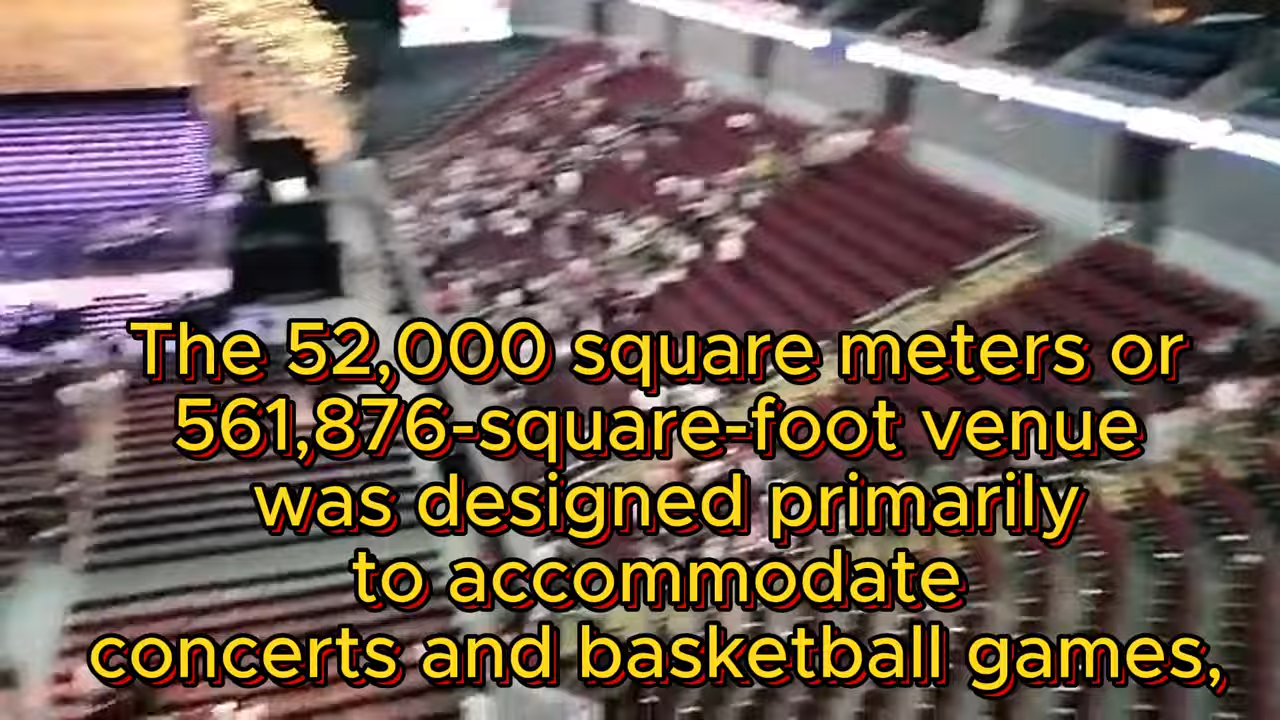 The 52,000 square meters or
561,876-square-foot venue
was designed primarily
to accommodate
concerts and basketball games,